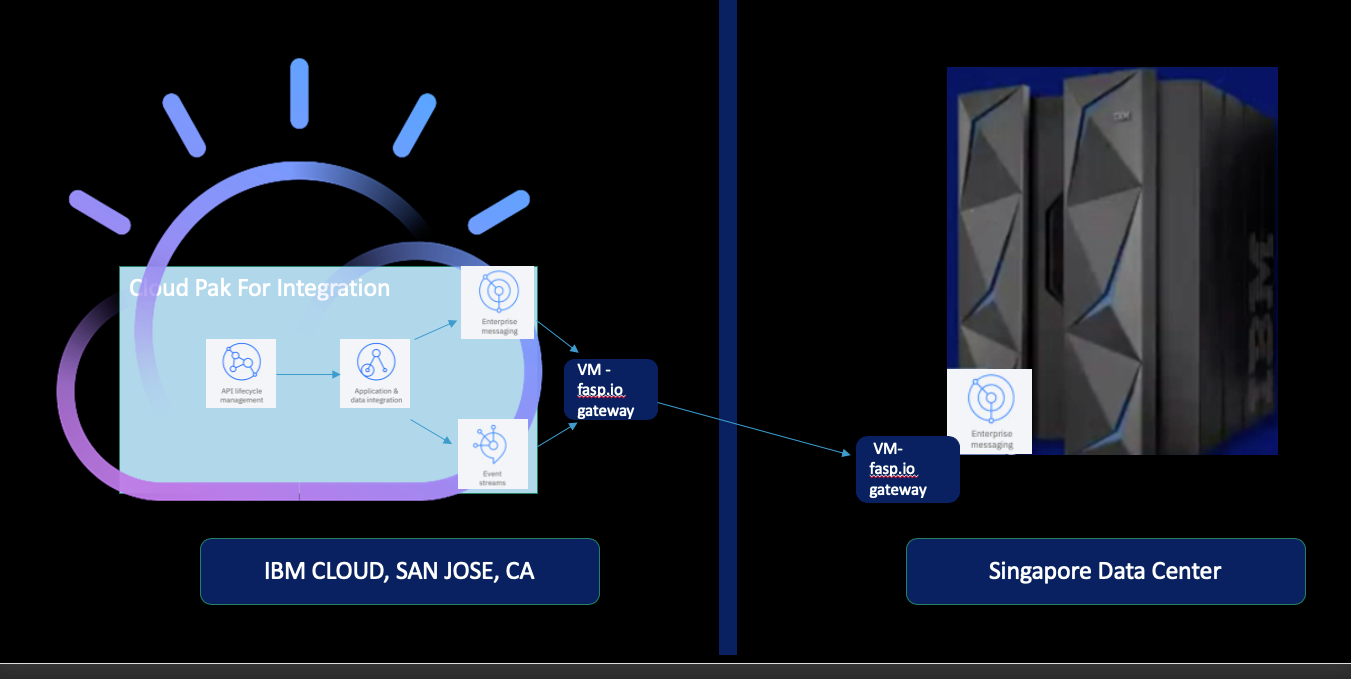 Cloud Pak For Integration
Enterprise
messaging
API lifecycle
management
Application &
data integration
Event
streams
VM -
fasp.io
gateway
IBM
IBM
Enterprise
messaging
VM-
fasp.io
gateway
IBM CLOUD, SAN JOSE, CA
Singapore Data Center